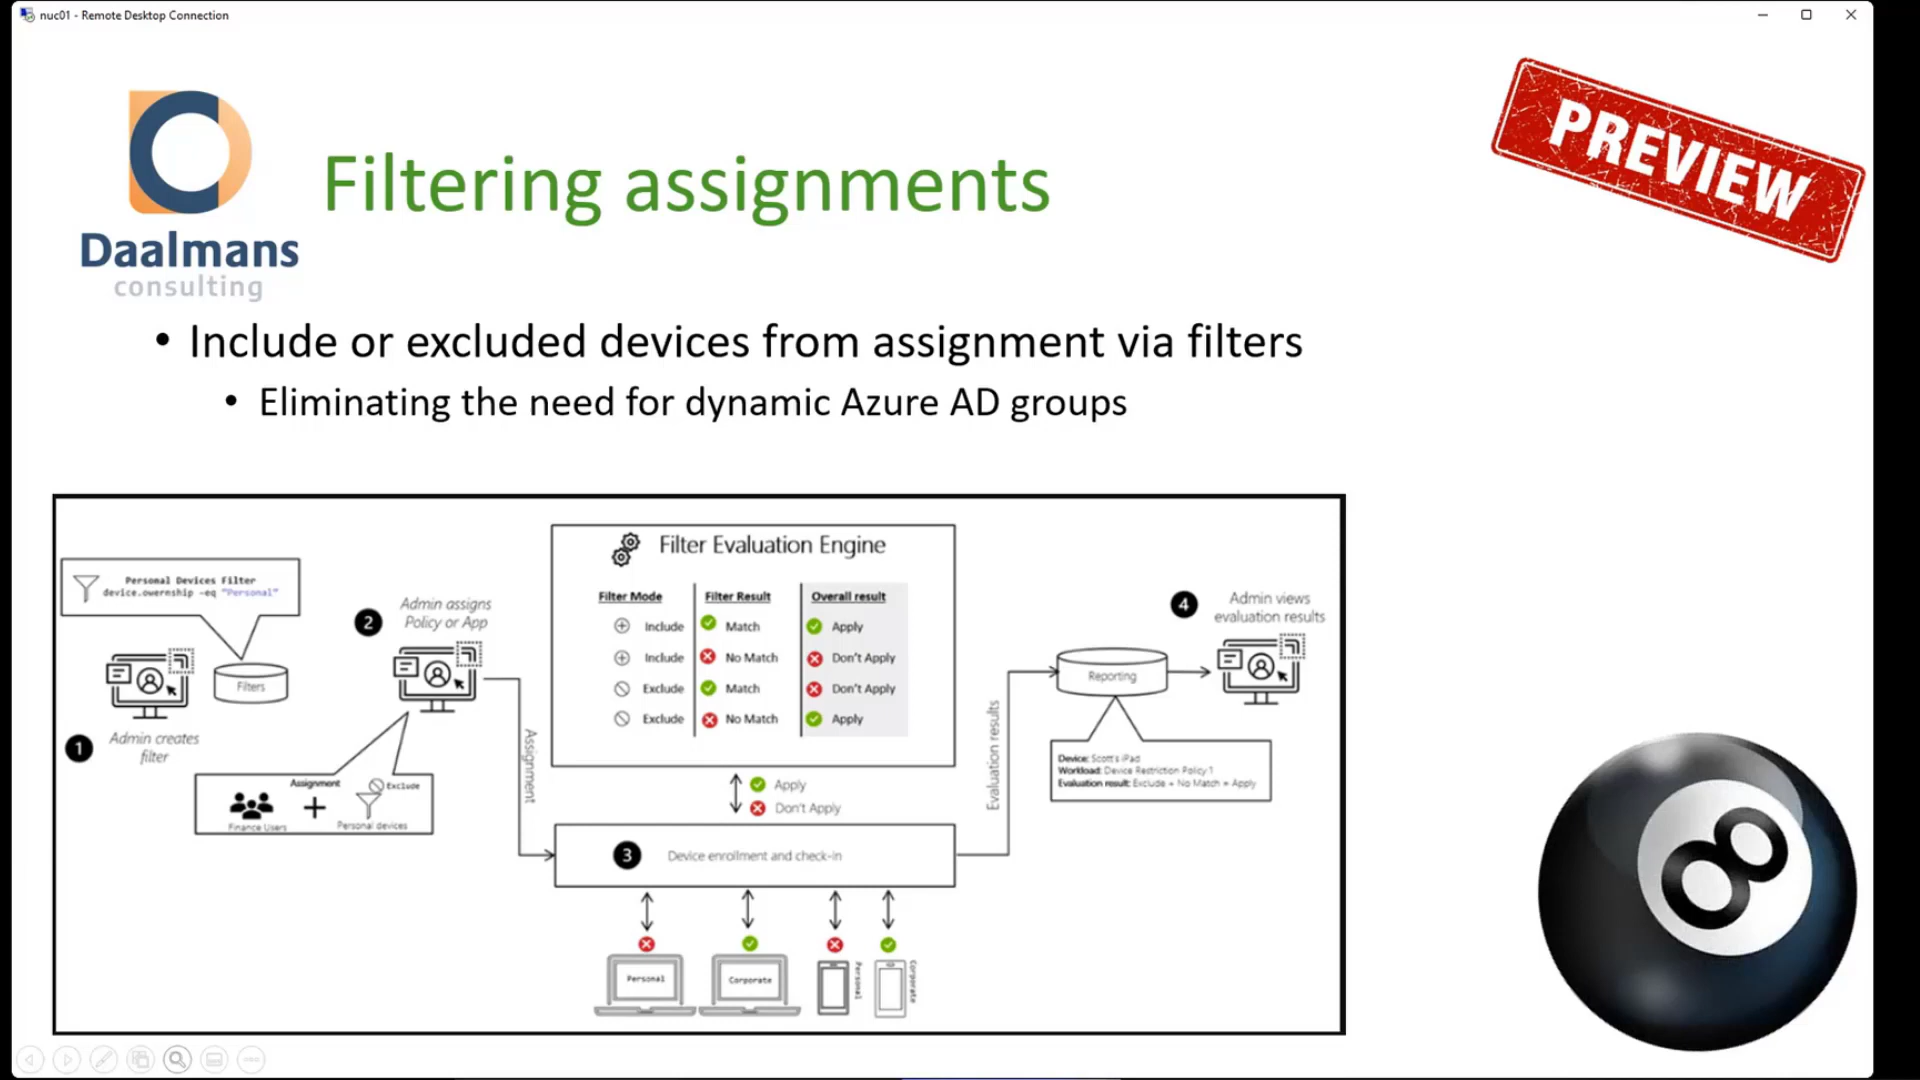 nuc01 - Remote Desktop Connection
PREVIEW
Daalmans
consulting
Filtering assignments
• Include or excluded devices from assignment via filters
• Eliminating the need for dynamic Azure AD groups
Personal Devices Filter
device.owernship -eq "Personal"
Filters
1
Admin creates
filter
2
Admin assigns
Policy or App
Assignment
Exclude
Finance Users
+
Personal devices
Assignment
Filter Evaluation Engine
Filter Mode Filter Result Overall result
Include Match Apply
Include No Match Don't Apply
Exclude Match Don't Apply
Exclude No Match Apply
Apply
Don't Apply
3 Device enrollment and check-in
Personal
Corporate
Personal
Corporate
Evaluation results
Reporting
Device: Scott's iPad
Workload: Device Restriction Policy 1
Evaluation result: Exclude + No Match = Apply
4
Admin views
evaluation results
8